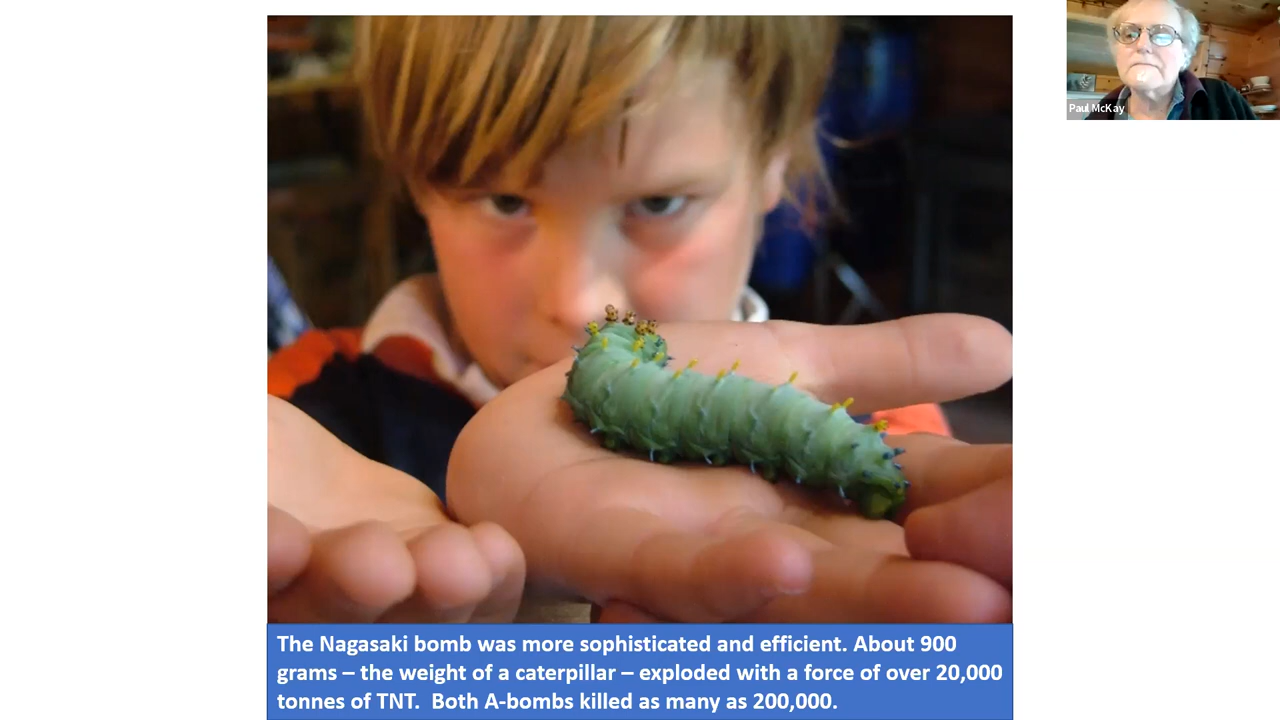 Paul McKay
The Nagasaki bomb was more sophisticated and efficient. About 900
grams – the weight of a caterpillar – exploded with a force of over 20,000
tonnes of TNT.  Both A-bombs killed as many as 200,000.